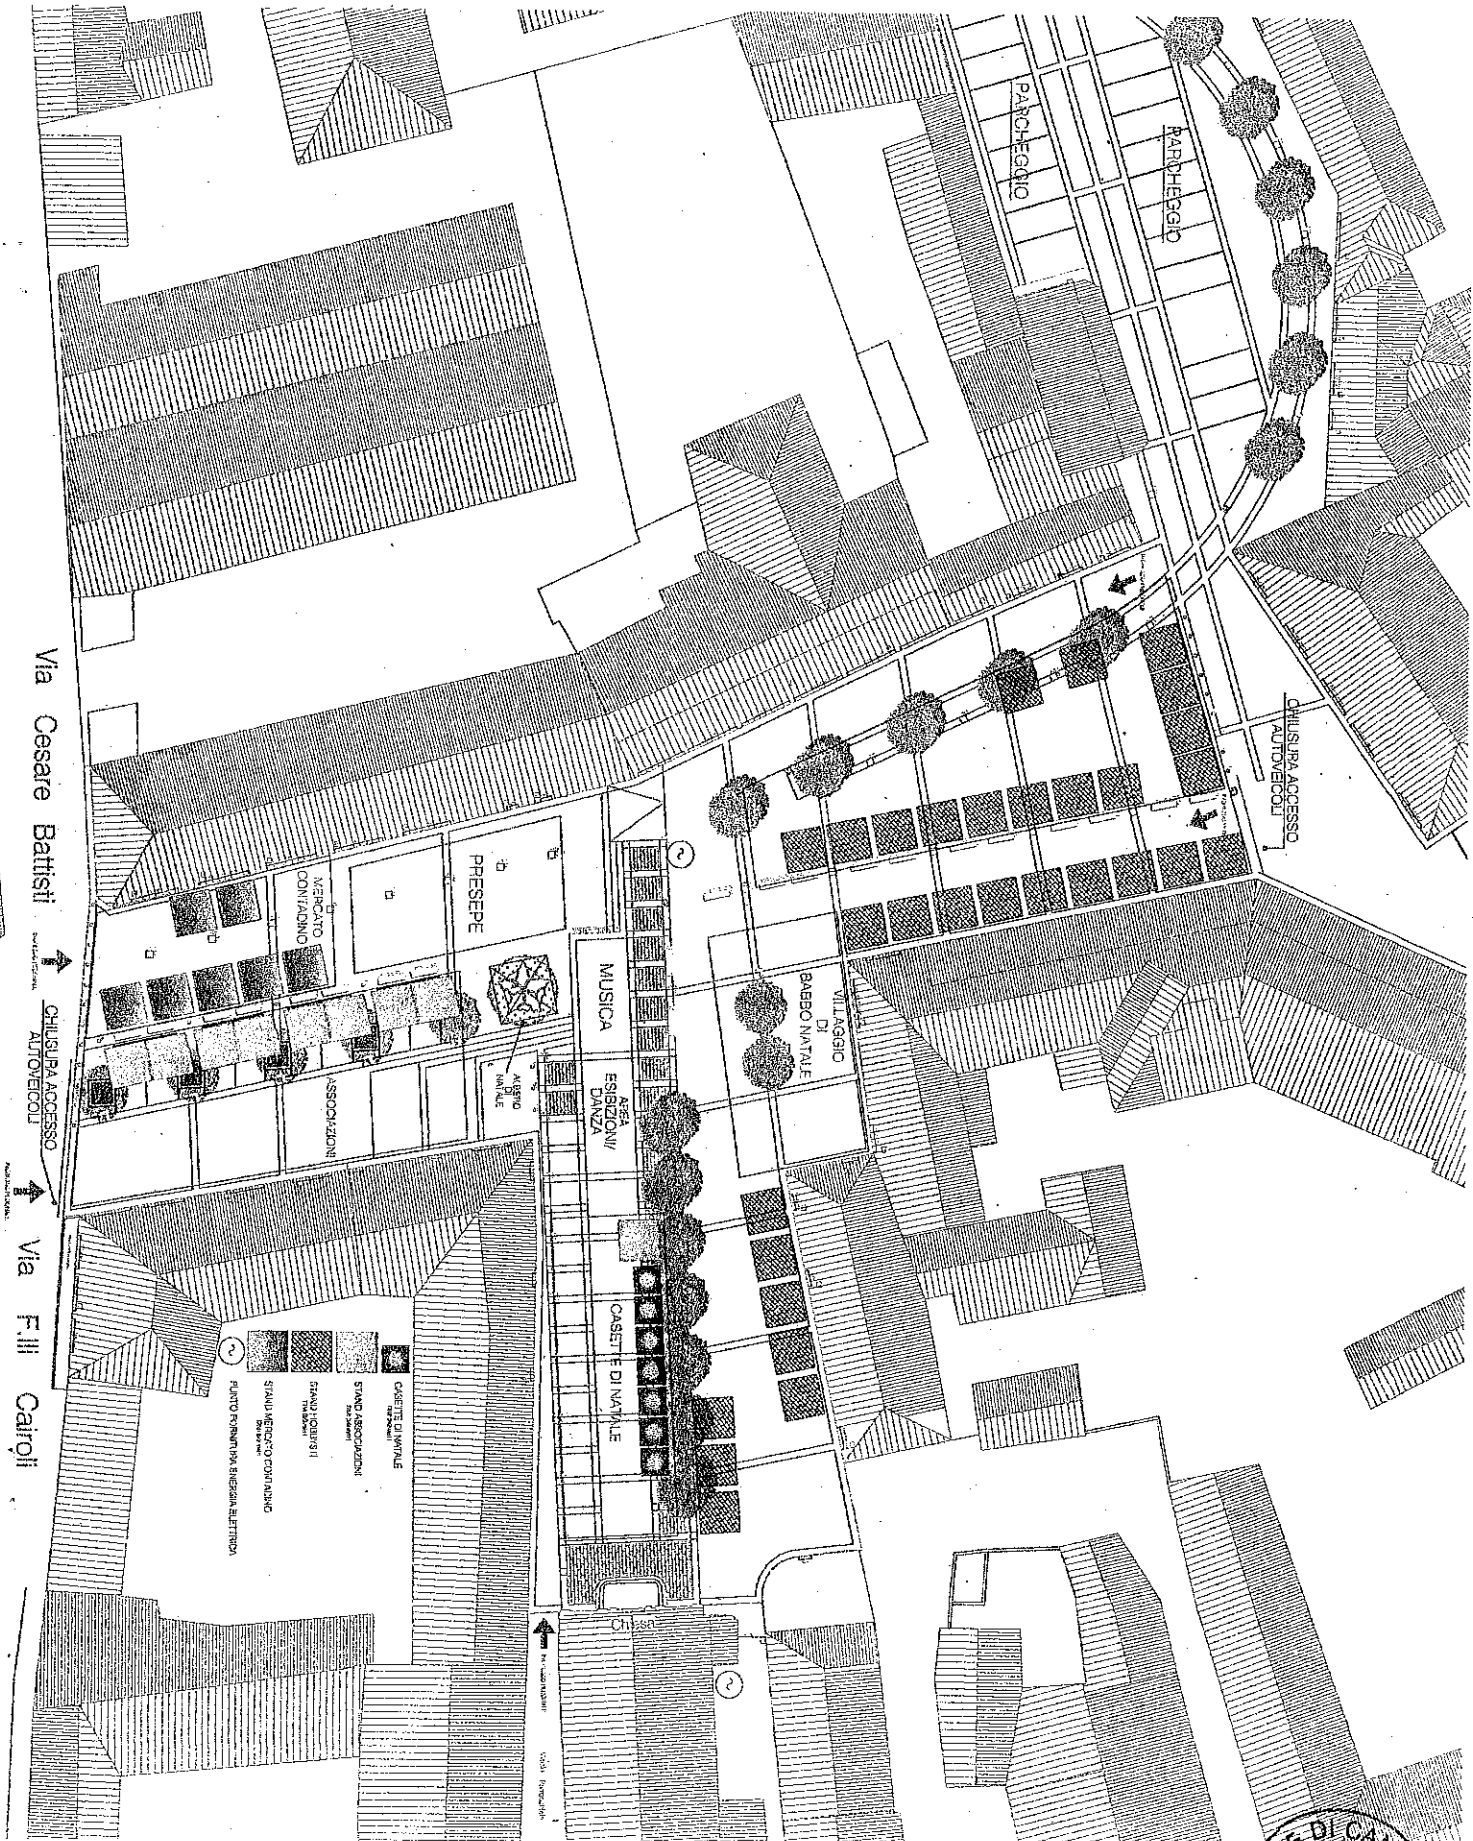 PARCHEGGIO
PARCHEGGIO
CHIUSURA ACCESSO
AUTOVEICOLI
VILLAGGIO
DI
BABBO NATALE
MUSICA
AREA
ESIBIZIONI/
DANZA
CASETTE DI NATALE
PRESEPE
ALBERO
DI
NATALE
MERCATO
CONTADINO
ASSOCIAZIONI
CHIUSURA ACCESSO
AUTOVEICOLI
Chiesa
CASETTE DI NATALE
STAND ASSOCIAZIONI
STAND HOBBYSTI
STAND MERCATO CONTADINO
PUNTO FORNITURA ENERGIA ELETTRICA
Via Cesare Battisti
Via F.lli Cairoli
DI CA